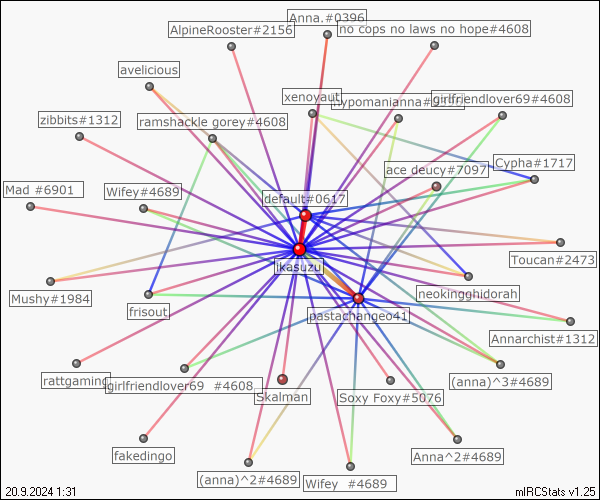 Anna.#0396
AlpineRooster#2156
no cops no laws no hope#4608
avelicious
xenoyaut
girlfriendlover69#4608
zibbits#1312
ramshackle gorey#4608
Cypha#1717
ace deucy#7097
Mad #6901
Wifey#4689
default#0617
Toucan#2473
ikasuzu
neokingghidorah
Mushy#1984
frisout
pastachangeo41
Annarchist#1312
rattgaming
girlfriendlover69 #4608
Skalman
Soxy Foxy#5076
(anna)^3#4689
fakedingo
(anna)^2#4689
Wifey #4689
Anna^2#4689
20.9.2024 1:31
mIRCStats v1.25